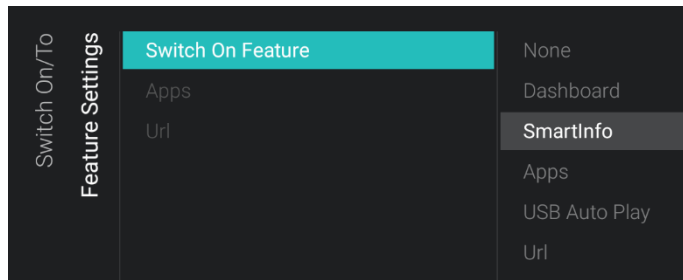 Switch On/To
Feature Settings
Switch On Feature
Apps
Url
None
Dashboard
SmartInfo
Apps
USB Auto Play
Url